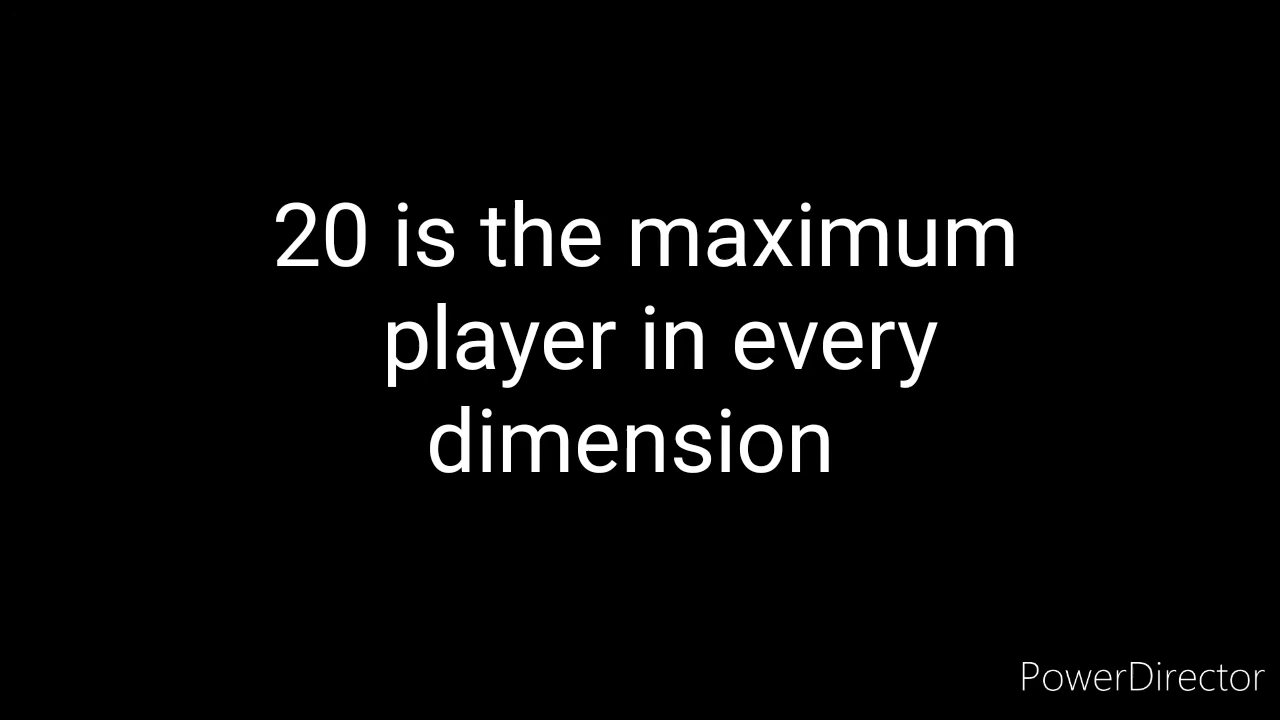 20 is the maximum
player in every
dimension
PowerDirector